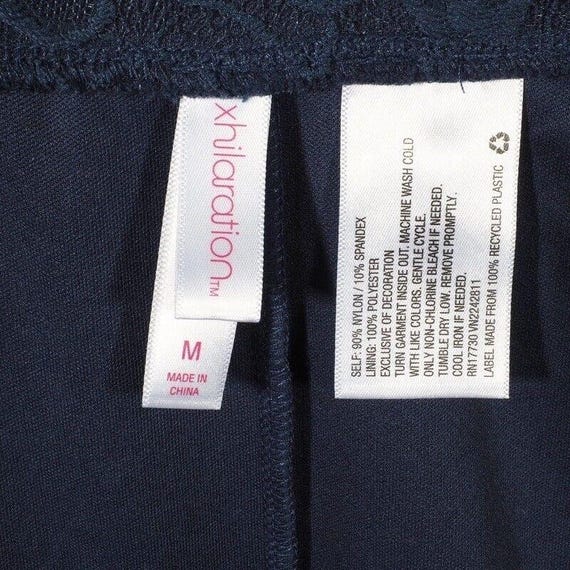 xhilaration™
M
MADE IN
CHINA
SELF: 90% NYLON / 10% SPANDEX
LINING: 100% POLYESTER
EXCLUSIVE OF DECORATION
TURN GARMENT INSIDE OUT. MACHINE WASH COLD
WITH LIKE COLORS. GENTLE CYCLE.
ONLY NON-CHLORINE BLEACH IF NEEDED.
TUMBLE DRY LOW. REMOVE PROMPTLY.
COOL IRON IF NEEDED.
RN17730 VN2242811
LABEL MADE FROM 100% RECYCLED PLASTIC